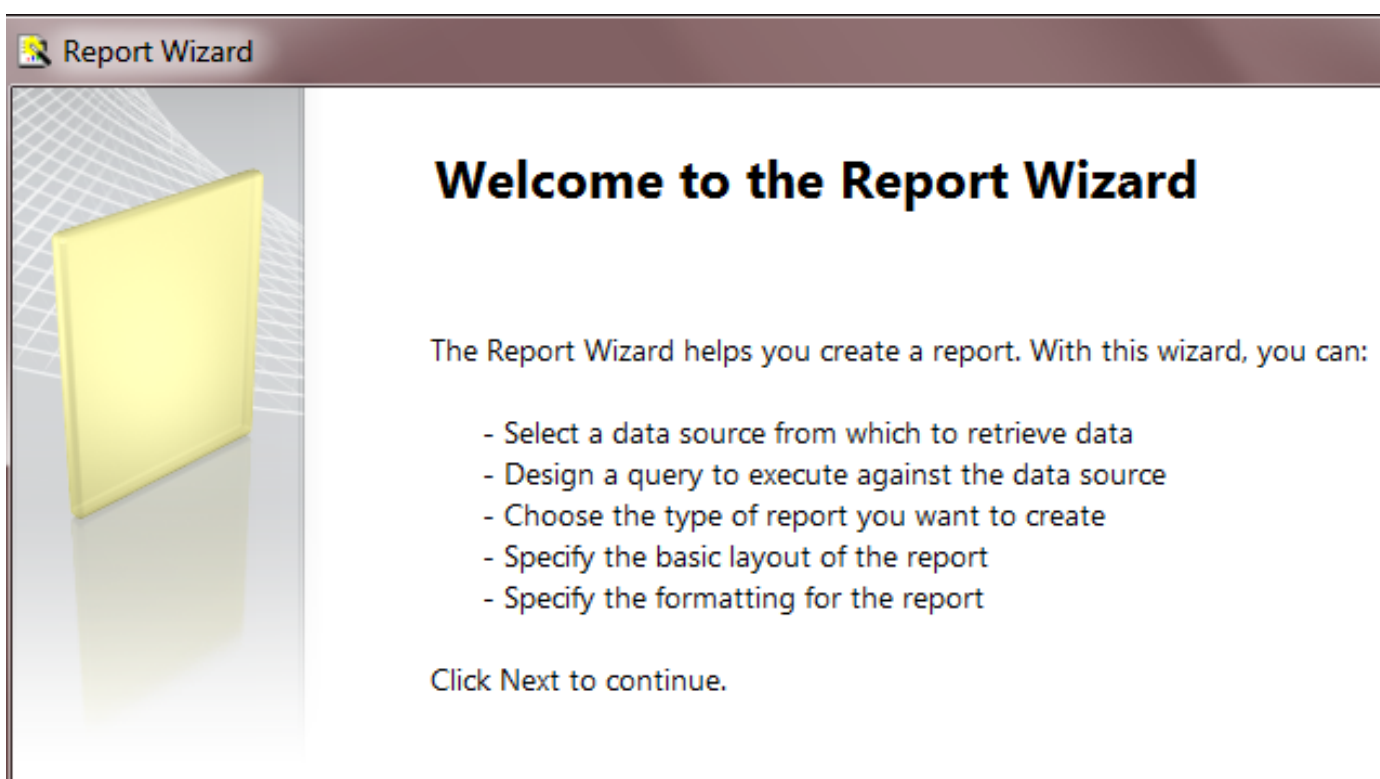 Report Wizard
Welcome to the Report Wizard
The Report Wizard helps you create a report. With this wizard, you can:
- Select a data source from which to retrieve data
- Design a query to execute against the data source
- Choose the type of report you want to create
- Specify the basic layout of the report
- Specify the formatting for the report
Click Next to continue.